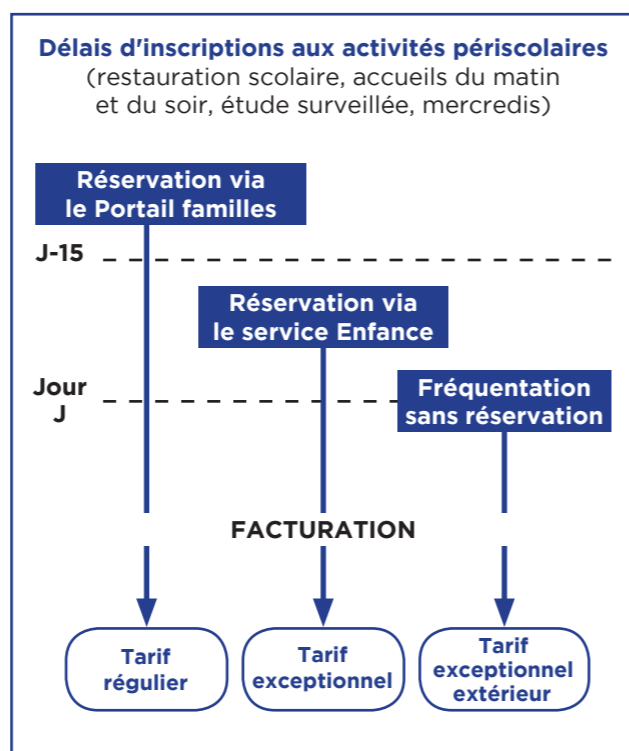 Délais d'inscriptions aux activités périscolaires
(restauration scolaire, accueils du matin
et du soir, étude surveillée, mercredis)
Réservation via
le Portail familles
J-15
Réservation via
le service Enfance
Jour
J
Fréquentation
sans réservation
FACTURATION
Tarif
régulier
Tarif
exceptionnel
Tarif
exceptionnel
extérieur